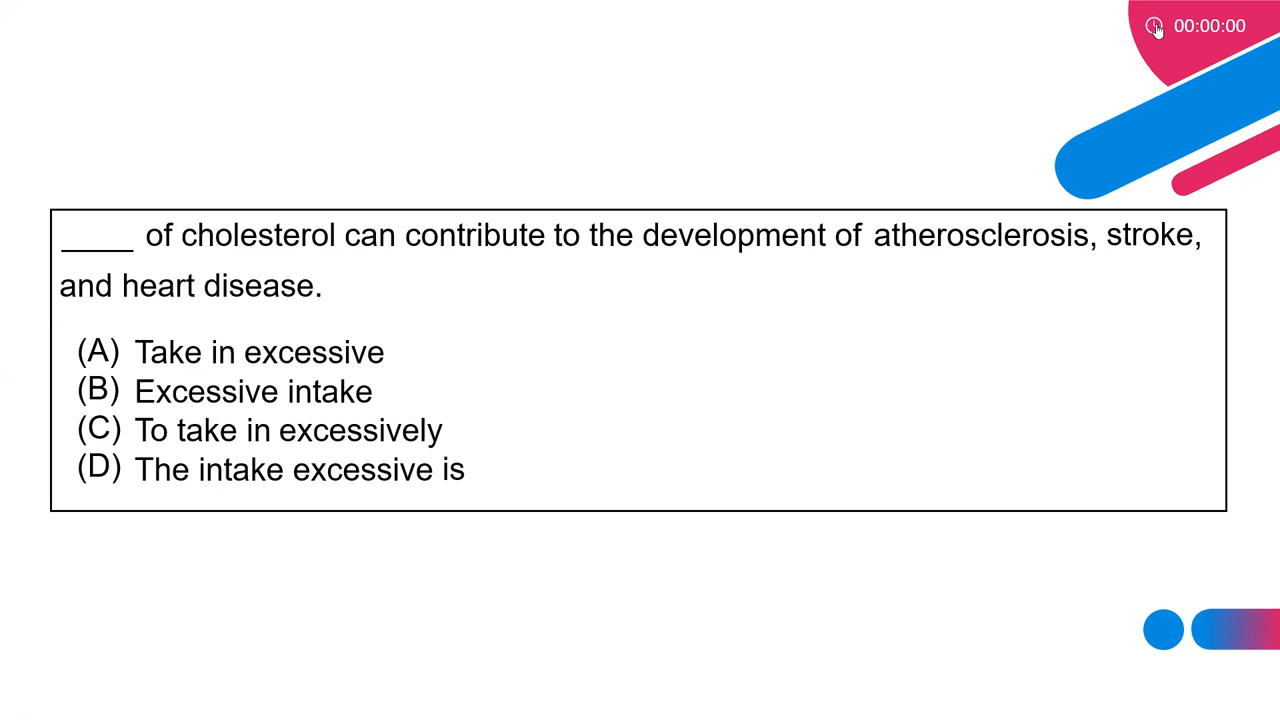 00:00:00
____ of cholesterol can contribute to the development of atherosclerosis, stroke,
and heart disease.
(A) Take in excessive
(B) Excessive intake
(C) To take in excessively
(D) The intake excessive is